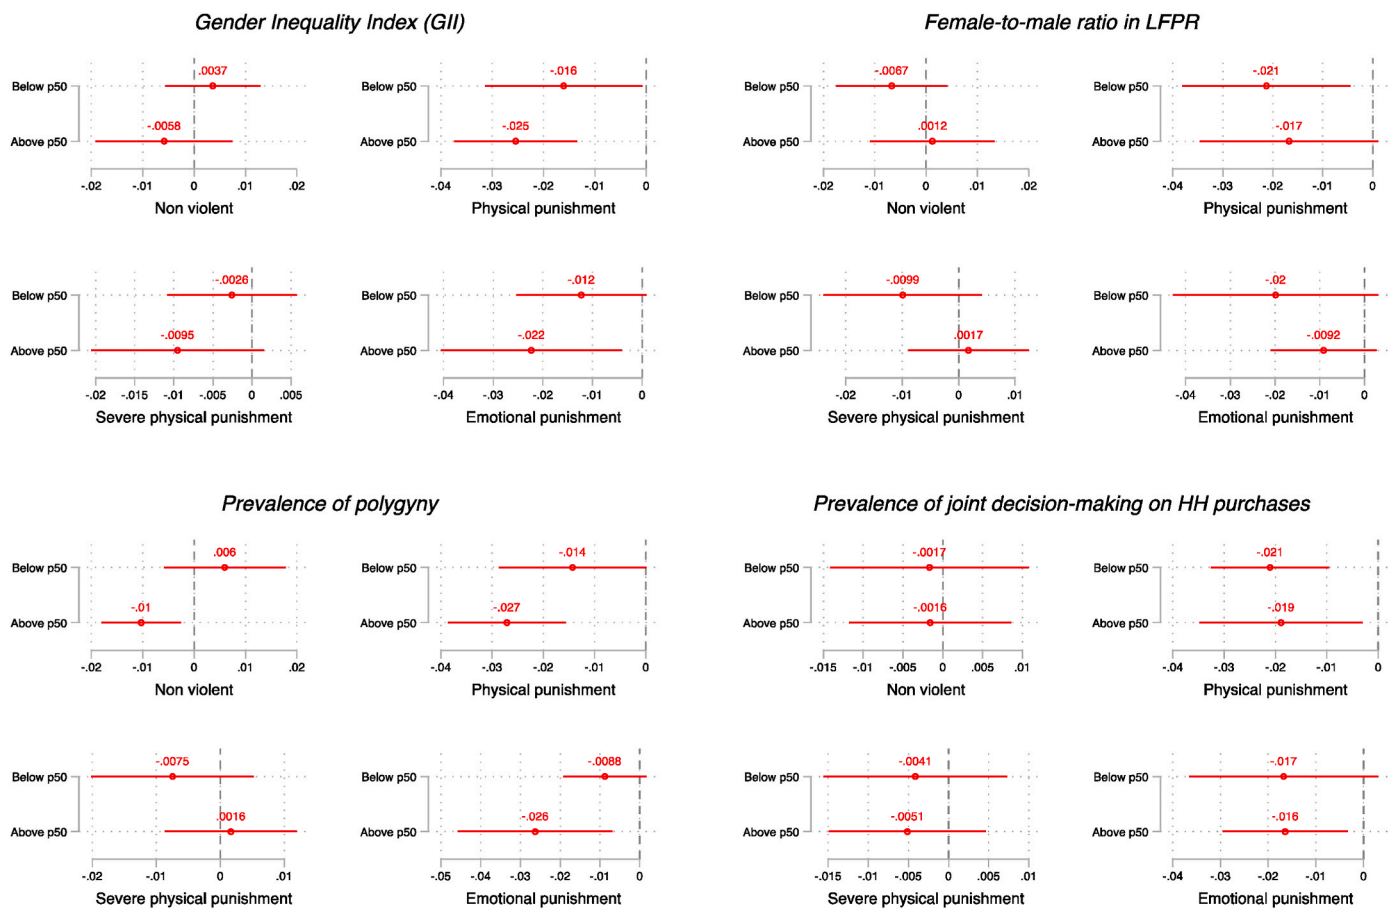 Gender Inequality Index (GII)
Below p50
Above p50
.0037
-.0058
-.02 -.01 0 .01 .02
Non violent
Below p50
Above p50
-.016
-.025
-.04 -.03 -.02 -.01 0
Physical punishment
Below p50
Above p50
-.0026
-.0095
-.02 -.015 -.01 -.005 0 .005
Severe physical punishment
Below p50
Above p50
-.012
-.022
-.04 -.03 -.02 -.01 0
Emotional punishment
Female-to-male ratio in LFPR
Below p50
Above p50
-.0067
.0012
-.02 -.01 0 .01 .02
Non violent
Below p50
Above p50
-.021
-.017
-.04 -.03 -.02 -.01 0
Physical punishment
Below p50
Above p50
-.0099
.0017
-.02 -.01 0 .01
Severe physical punishment
Below p50
Above p50
-.02
-.0092
-.04 -.03 -.02 -.01 0
Emotional punishment
Prevalence of polygyny
Below p50
Above p50
.006
-.01
-.02 -.01 0 .01 .02
Non violent
Below p50
Above p50
-.014
-.027
-.04 -.03 -.02 -.01 0
Physical punishment
Below p50
Above p50
-.0075
.0016
-.02 -.01 0 .01
Severe physical punishment
Below p50
Above p50
-.0088
-.026
-.05 -.04 -.03 -.02 -.01 0
Emotional punishment
Prevalence of joint decision-making on HH purchases
Below p50
Above p50
-.0017
-.0016
-.015 -.01 -.005 0 .005 .01
Non violent
Below p50
Above p50
-.021
-.019
-.04 -.03 -.02 -.01 0
Physical punishment
Below p50
Above p50
-.0041
-.0051
-.015 -.01 -.005 0 .005 .01
Severe physical punishment
Below p50
Above p50
-.017
-.016
-.04 -.03 -.02 -.01 0
Emotional punishment